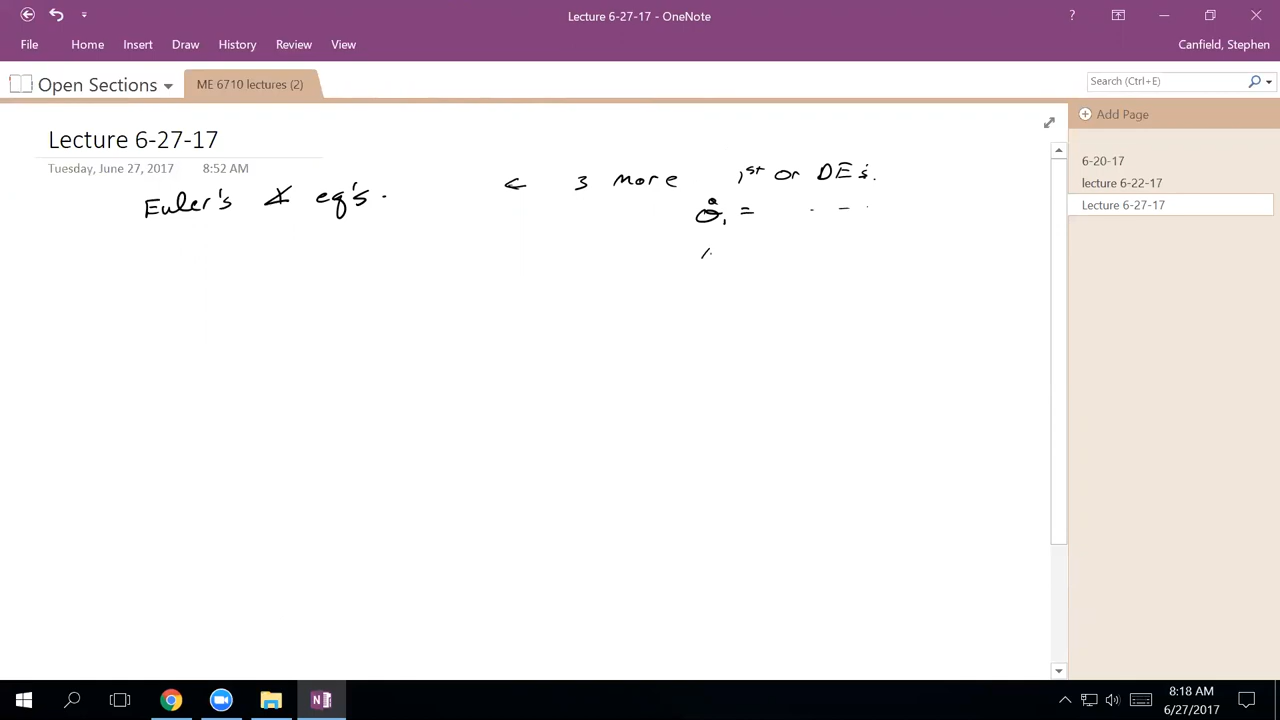 Lecture 6-27-17 - OneNote
?
File Home Insert Draw History Review View
Canfield, Stephen
Open Sections
ME 6710 lectures (2)
Search (Ctrl+E)
Lecture 6-27-17
Tuesday, June 27, 2017 8:52 AM
Euler's ∡ eq's.
← 3 more 1st or DE's.
θ̇₁ = . - .
Add Page
6-20-17
lecture 6-22-17
Lecture 6-27-17
N
8:18 AM
6/27/2017